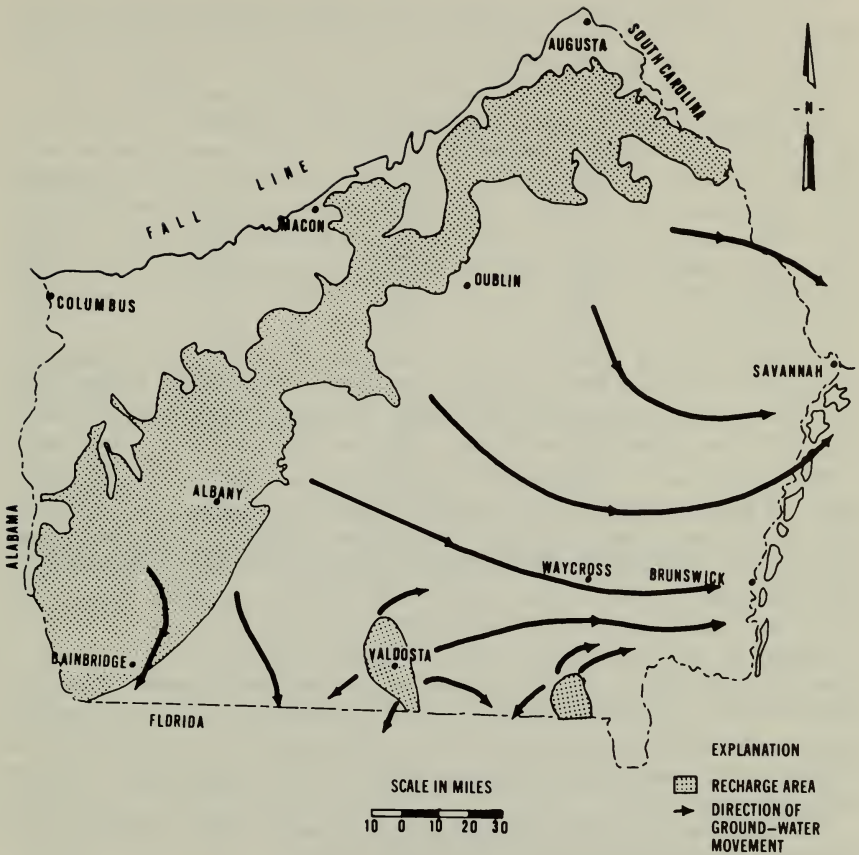 AUGUSTA
SOUTH CAROLINA
- N -
FALL LINE
MACON
DUBLIN
COLUMBUS
SAVANNAH
ALBANY
ALABAMA
WAYCROSS
BRUNSWICK
VALDOSTA
BAINBRIDGE
FLORIDA
EXPLANATION
RECHARGE AREA
DIRECTION OF
GROUND-WATER
MOVEMENT
SCALE IN MILES
10 0 10 20 30